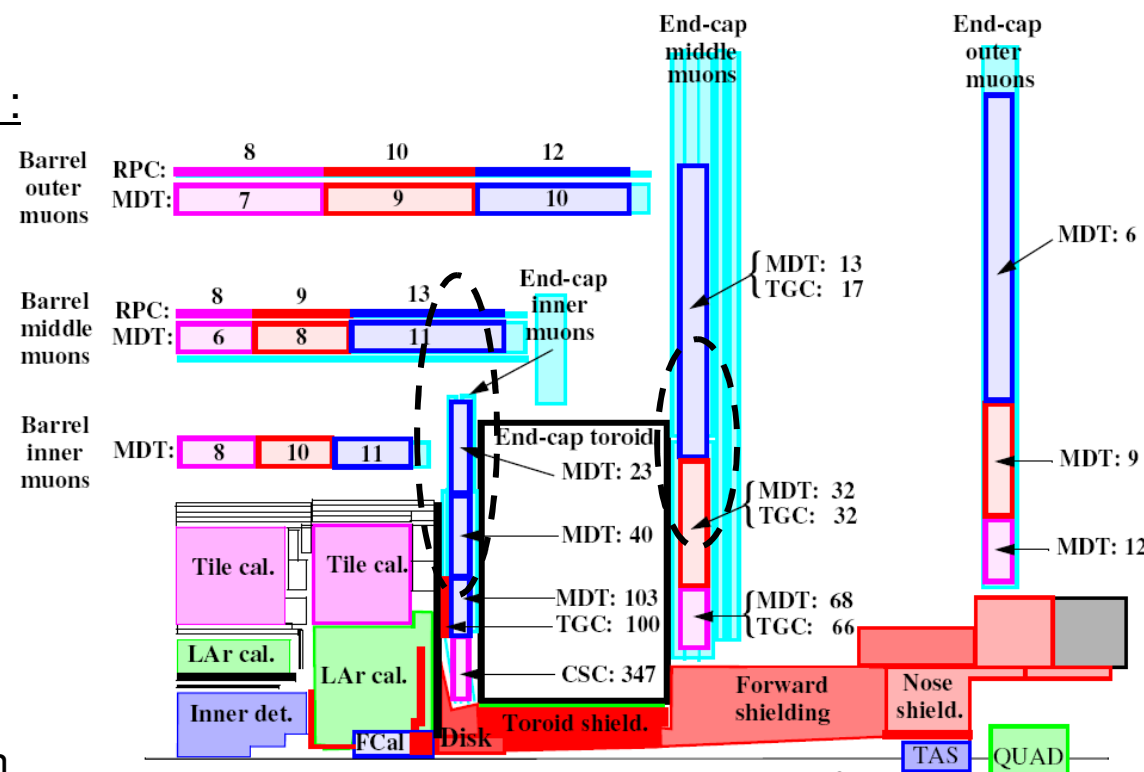 :
End-cap
middle
muons
End-cap
outer
muons
Barrel
outer
muons
8 10 12
RPC:
MDT: 7 9 10
MDT: 6
MDT: 13
TGC: 17
End-cap
inner
muons
Barrel
middle
muons
8 9 13
RPC:
MDT: 6 8 11
Barrel
inner
muons
MDT: 8 10 11
End-cap toroid
MDT: 23
MDT: 40
MDT: 103
TGC: 100
CSC: 347
MDT: 32
TGC: 32
MDT: 68
TGC: 66
MDT: 9
MDT: 12
Tile cal.
Tile cal.
LAr cal.
LAr cal.
Inner det.
FCal
Disk
Toroid shield.
Forward
shielding
Nose
shield.
TAS
QUAD